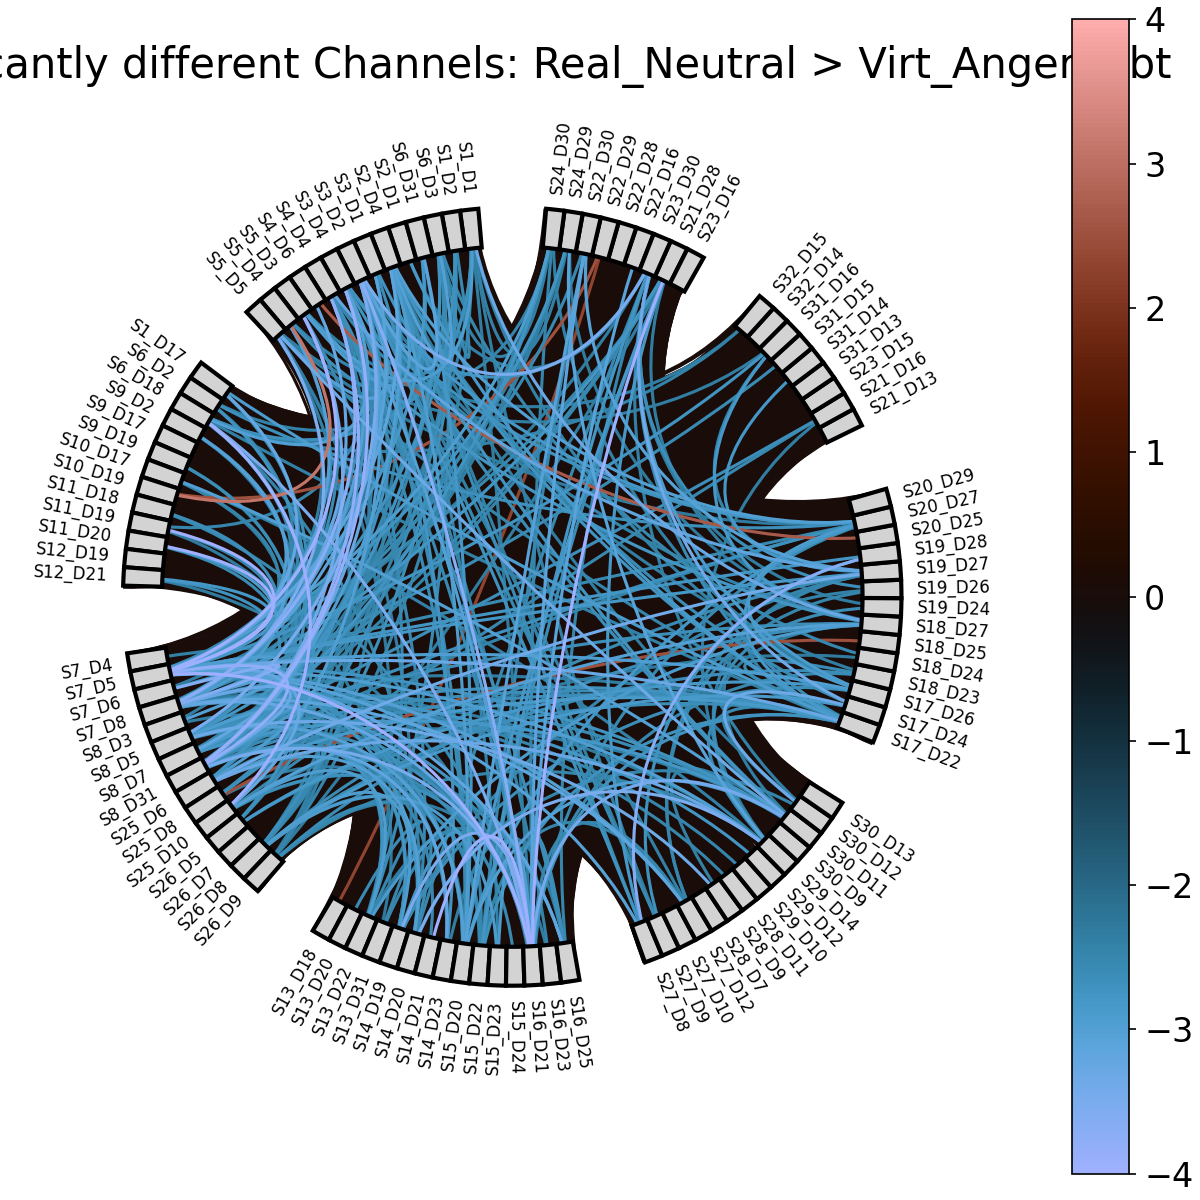 cantly different Channels: Real_Neutral > Virt_Anger bt
S5_D5
S5_D4
S5_D3
S4_D6
S4_D4
S3_D4
S3_D2
S3_D1
S2_D4
S2_D1
S6_D31
S6_D3
S1_D2
S1_D1
S24_D30
S24_D29
S22_D30
S22_D29
S22_D28
S22_D16
S23_D30
S21_D28
S23_D16
S32_D15
S32_D14
S31_D16
S31_D15
S31_D14
S31_D13
S23_D15
S21_D16
S21_D13
S20_D29
S20_D27
S20_D25
S19_D28
S19_D27
S19_D26
S19_D24
S18_D27
S18_D25
S18_D24
S18_D23
S17_D26
S17_D24
S17_D22
S30_D13
S30_D12
S30_D11
S30_D9
S29_D14
S29_D12
S29_D10
S28_D11
S28_D9
S28_D7
S27_D12
S27_D10
S27_D9
S27_D8
S16_D25
S16_D23
S16_D21
S15_D24
S15_D23
S15_D22
S15_D20
S14_D23
S14_D21
S14_D20
S14_D19
S13_D31
S13_D22
S13_D20
S13_D18
S26_D9
S26_D8
S26_D7
S26_D5
S25_D10
S25_D8
S25_D6
S8_D31
S8_D7
S8_D5
S8_D3
S7_D8
S7_D6
S7_D5
S7_D4
S12_D21
S12_D19
S11_D20
S11_D19
S11_D18
S10_D19
S10_D17
S9_D19
S9_D17
S9_D2
S6_D18
S6_D2
S1_D17
4
3
2
1
0
−1
−2
−3
−4